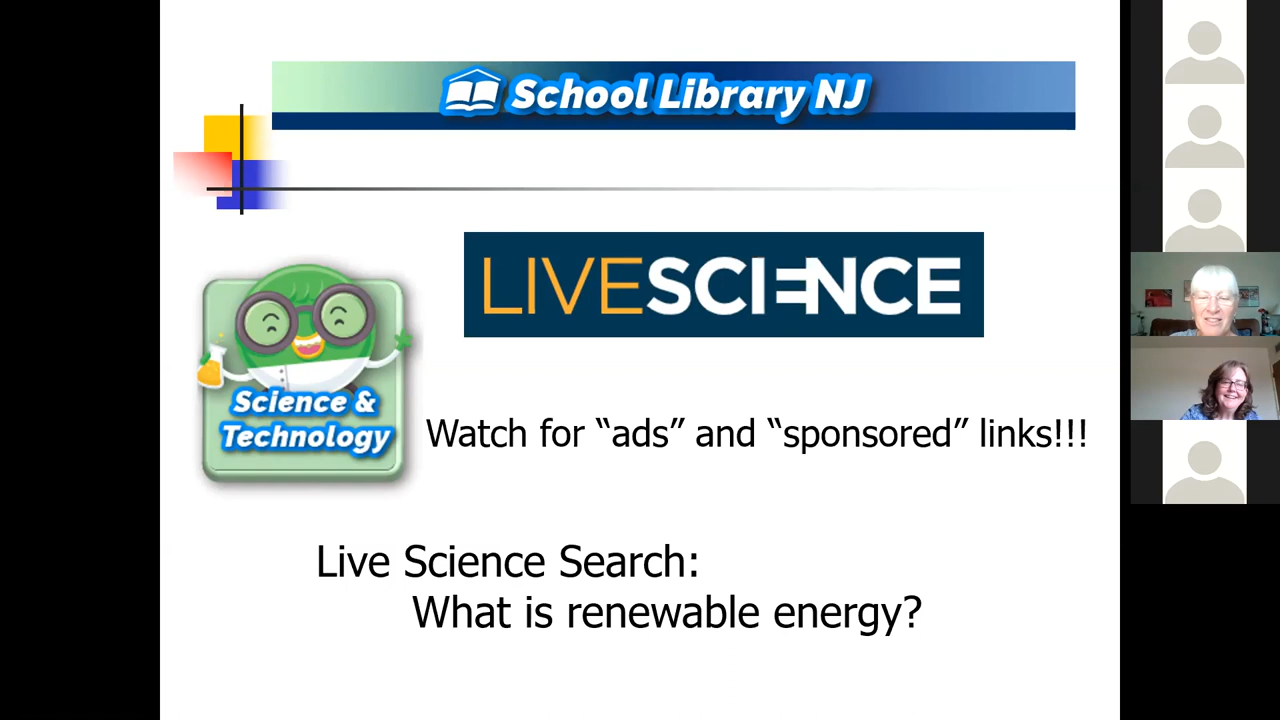 School Library NJ
LIVESCIENCE
Science &
Technology
Watch for “ads” and “sponsored” links!!!
Live Science Search:
What is renewable energy?